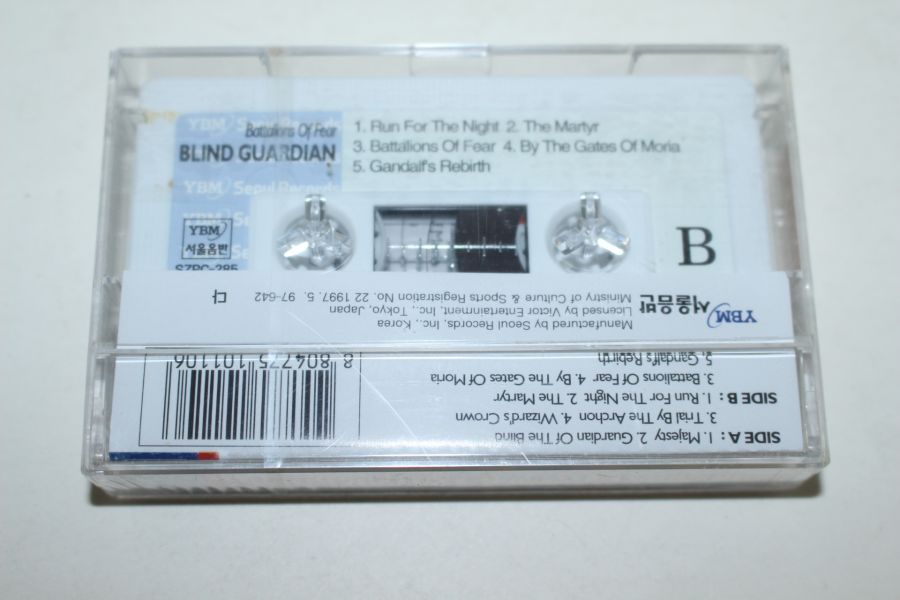 YBM Seoul Records
Battalions Of Fear
BLIND GUARDIAN
YBM Seoul Records
YBM
서울음반
SZPC-285
1. Run For The Night 2. The Martyr
3. Battalions Of Fear 4. By The Gates Of Moria
5. Gandalf's Rebirth
B
YBM 서울음반
Manufactured by Seoul Records, Inc., Korea
Licensed by Victor Entertainment, Inc., Tokyo, Japan
Ministry of Culture & Sports Registration No. 22 1997. 5. 97-642
다
SIDE A : 1. Majesty 2. Guardian Of The Blind
3. Trial By The Archon 4. Wizard's Crown
SIDE B : 1. Run For The Night 2. The Martyr
3. Battalions Of Fear 4. By The Gates Of Moria
5. Gandalf's Rebirth
8 804775 101106